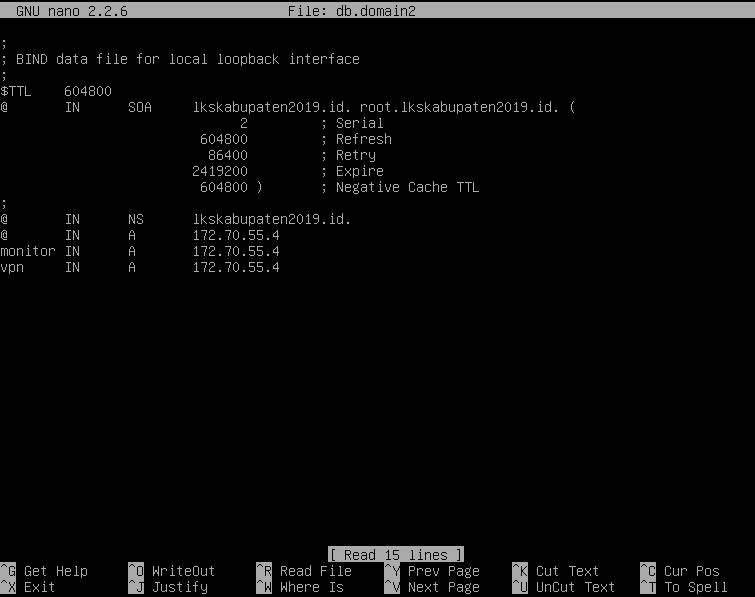 GNU nano 2.2.6 File: db.domain2
;
; BIND data file for local loopback interface
;
$TTL 604800
@ IN SOA lkskabupaten2019.id. root.lkskabupaten2019.id. (
2 ; Serial
604800 ; Refresh
86400 ; Retry
2419200 ; Expire
604800 ) ; Negative Cache TTL
;
@ IN NS lkskabupaten2019.id.
@ IN A 172.70.55.4
monitor IN A 172.70.55.4
vpn IN A 172.70.55.4
[ Read 15 lines ]
^G Get Help ^O WriteOut ^R Read File ^Y Prev Page ^K Cut Text ^C Cur Pos
^X Exit ^J Justify ^W Where Is ^V Next Page ^U UnCut Text ^T To Spell